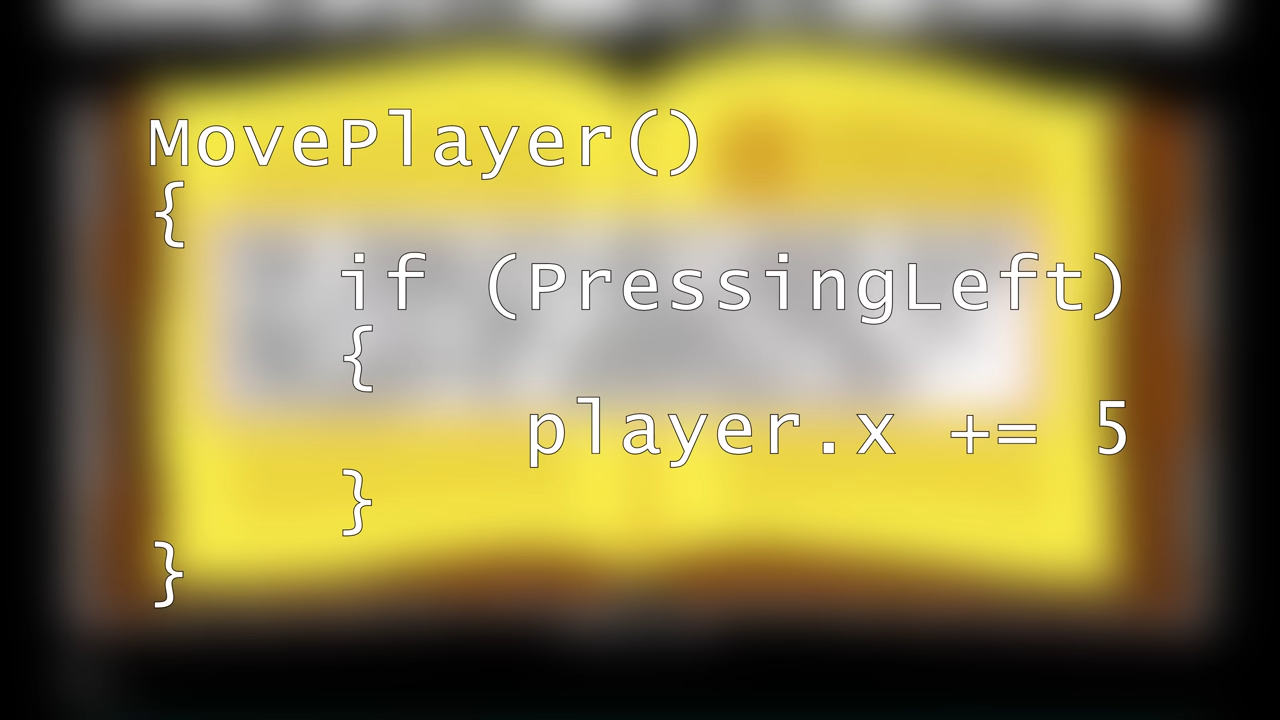 MovePlayer()
{
if (PressingLeft)
{
player.x += 5
}
}